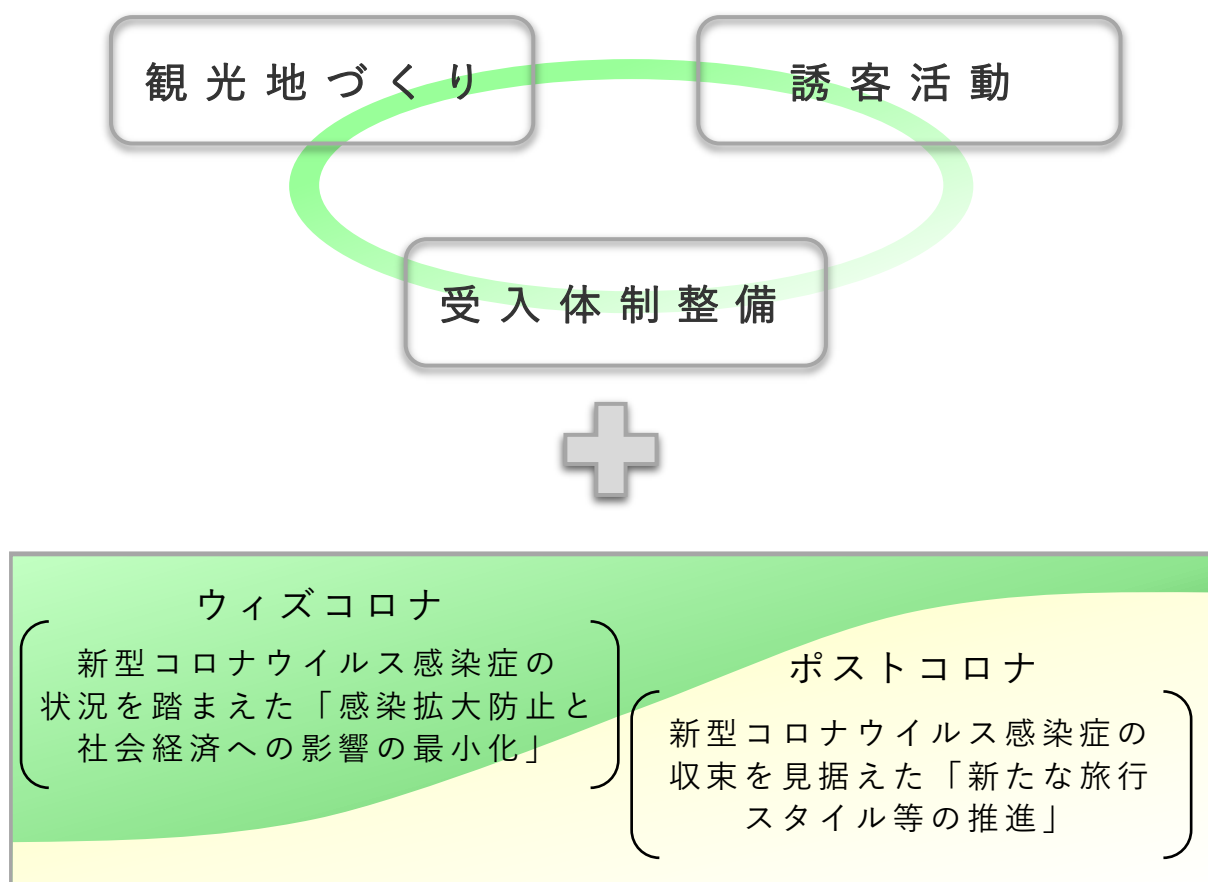 観光地づくり
誘客活動
受入体制整備
ウィズコロナ
新型コロナウイルス感染症の
状況を踏まえた「感染拡大防止と
社会経済への影響の最小化」
ポストコロナ
新型コロナウイルス感染症の
収束を見据えた「新たな旅行
スタイル等の推進」